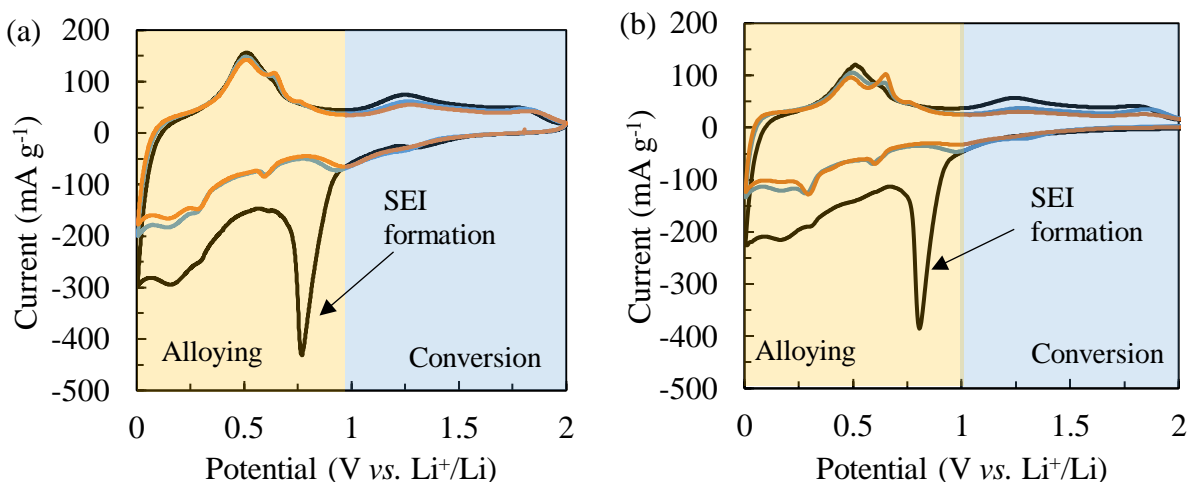 (a)
200
100
0
-100
-200
-300
-400
-500
Current (mA g⁻¹)
SEI
formation
Alloying
Conversion
0
0.5
1
1.5
2
Potential (V vs. Li⁺/Li)
(b)
200
100
0
-100
-200
-300
-400
-500
Current (mA g⁻¹)
SEI
formation
Alloying
Conversion
0
0.5
1
1.5
2
Potential (V vs. Li⁺/Li)